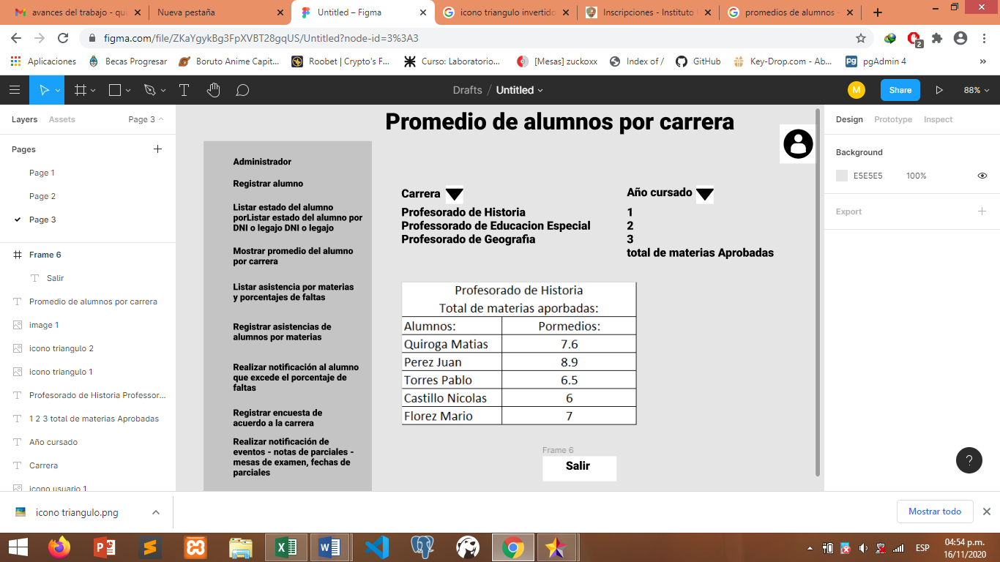 avances del trabajo - qui
Nueva pestaña
Untitled – Figma
icono triangulo invertido
Inscripciones - Instituto
promedios de alumnos
figma.com/file/ZKaYgykBg3FpXVBT28gqUS/Untitled?node-id=3%3A3
2
Aplicaciones
Becas Progresar
Boruto Anime Capit...
Roobet | Crypto's F...
Curso: Laboratorio...
[Mesas] zuckoxx
Index of /
GitHub
Key-Drop.com - Ab...
Pg
pgAdmin 4
»
Drafts / Untitled
M
Share
88%
Layers
Assets
Page 3
Pages
Page 1
Page 2
Page 3
Frame 6
Salir
Promedio de alumnos por carrera
image 1
icono triangulo 2
icono triangulo 1
Profesorado de Historia Professor...
1 2 3 total de materias Aprobadas
Año cursado
Carrera
icono usuario 1
Promedio de alumnos por carrera
Administrador
Registrar alumno
Listar estado del alumno
porListar estado del alumno por
DNI o legajo DNI o legajo
Mostrar promedio del alumno
por carrera
Listar asistencia por materias
y porcentajes de faltas
Registrar asistencias de
alumnos por materias
Realizar notificación al alumno
que excede el porcentaje de
faltas
Registrar encuesta de
acuerdo a la carrera
Realizar notificación de
eventos - notas de parciales -
mesas de examen, fechas de
parciales
Carrera
Profesorado de Historia
Professorado de Educacion Especial
Profesorado de Geografia
Año cursado
1
2
3
total de materias Aprobadas
Profesorado de Historia
Total de materias aporbadas:
Alumnos: Pormedios:
Quiroga Matias 7.6
Perez Juan 8.9
Torres Pablo 6.5
Castillo Nicolas 6
Florez Mario 7
Frame 6
Salir
Design
Prototype
Inspect
Background
E5E5E5
100%
Export
?
icono triangulo.png
Mostrar todo
ESP
04:54 p.m.
16/11/2020